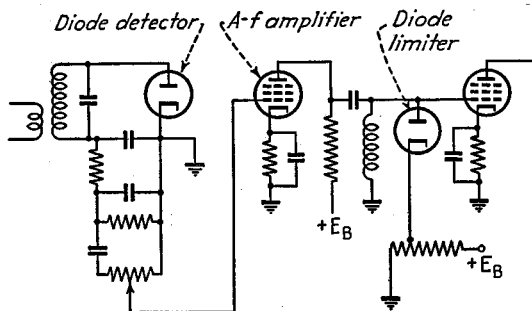 Diode detector
A-f amplifier
Diode
limiter
+E_B
+E_B